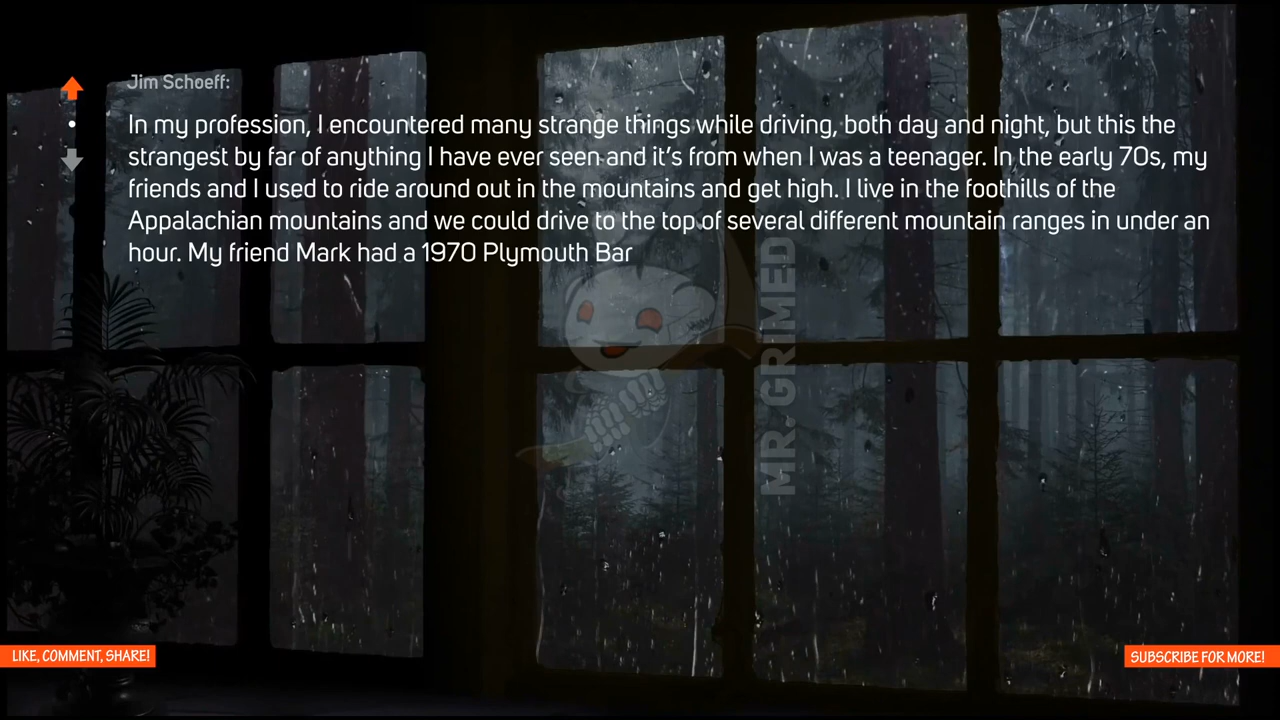 Jim Schoeff:
In my profession, I encountered many strange things while driving, both day and night, but this the
strangest by far of anything I have ever seen and it's from when I was a teenager. In the early 70s, my
friends and I used to ride around out in the mountains and get high. I live in the foothills of the
Appalachian mountains and we could drive to the top of several different mountain ranges in under an
hour. My friend Mark had a 1970 Plymouth Bar
MR. GRIMED
LIKE, COMMENT, SHARE!
SUBSCRIBE FOR MORE!